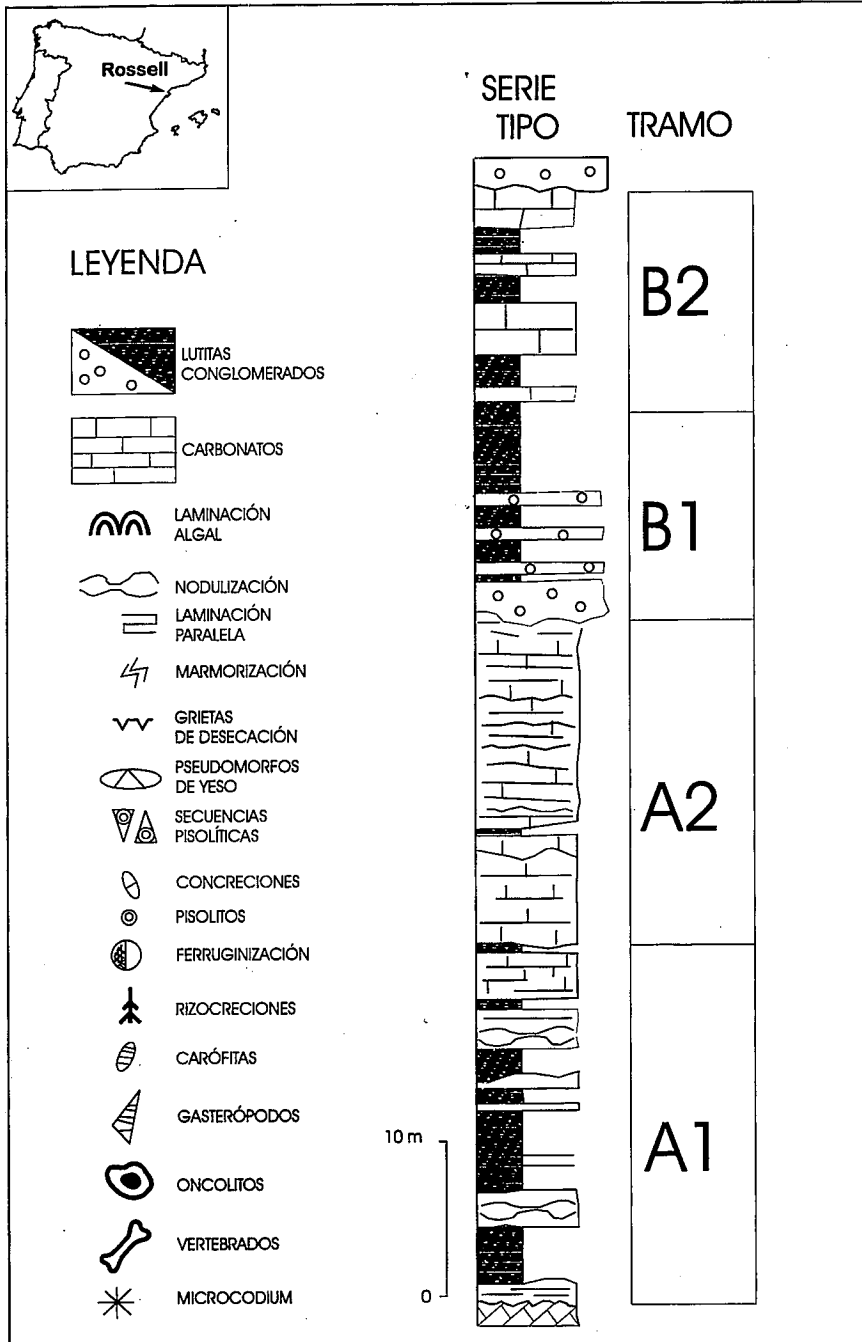 Rossell
SERIE
TIPO
TRAMO
LEYENDA
LUTITAS
CONGLOMERADOS
CARBONATOS
LAMINACIÓN
ALGAL
NODULIZACIÓN
LAMINACIÓN
PARALELA
MARMORIZACIÓN
GRIETAS
DE DESECACIÓN
PSEUDOMORFOS
DE YESO
SECUENCIAS
PISOLÍTICAS
CONCRECIONES
PISOLITOS
FERRUGINIZACIÓN
RIZOCRECIONES
CARÓFITAS
GASTERÓPODOS
ONCOLITOS
VERTEBRADOS
MICROCODIUM
10 m
0
B2
B1
A2
A1